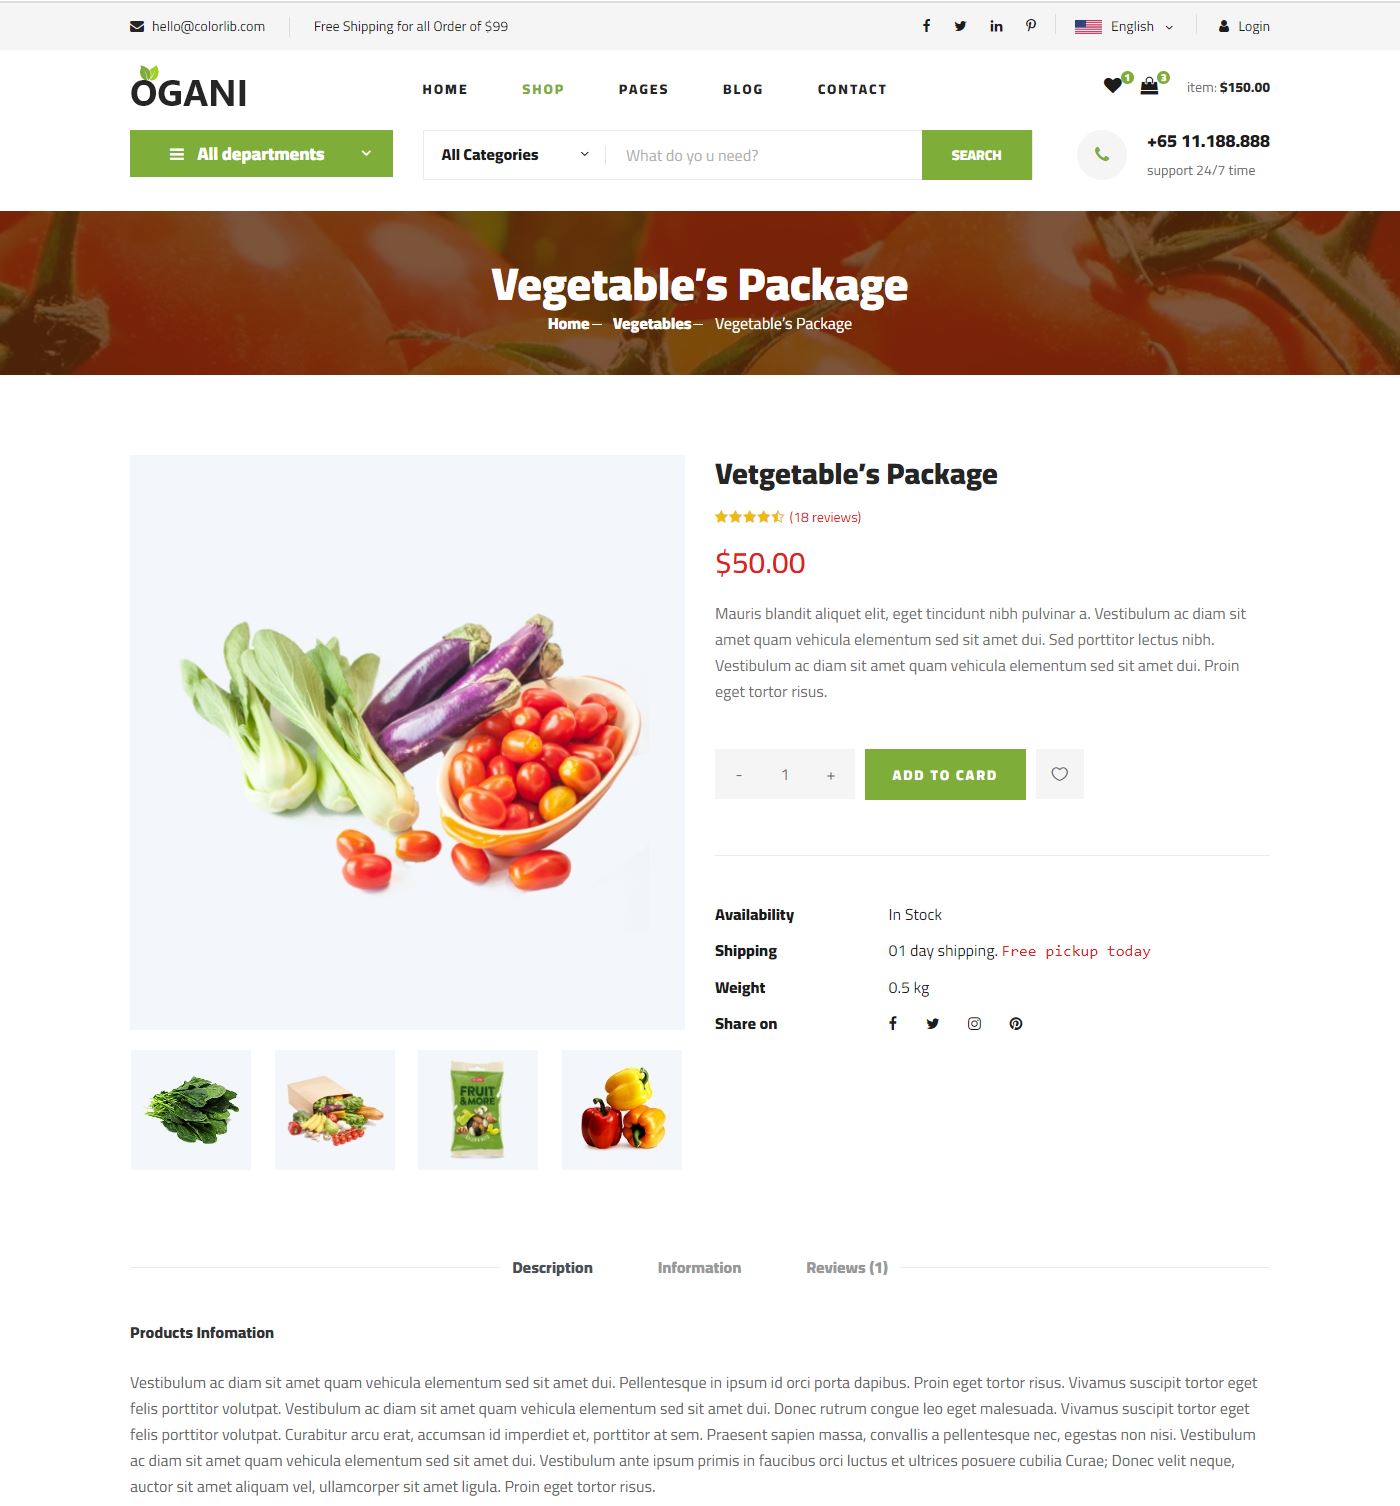 hello@colorlib.com
Free Shipping for all Order of $99
English
Login
OGANI
HOME
SHOP
PAGES
BLOG
CONTACT
1
3
item: $150.00
All departments
All Categories
What do yo u need?
SEARCH
+65 11.188.888
support 24/7 time
Vegetable’s Package
Home – Vegetables – Vegetable’s Package
Vetgetable’s Package
(18 reviews)
$50.00
Mauris blandit aliquet elit, eget tincidunt nibh pulvinar a. Vestibulum ac diam sit
amet quam vehicula elementum sed sit amet dui. Sed porttitor lectus nibh.
Vestibulum ac diam sit amet quam vehicula elementum sed sit amet dui. Proin
eget tortor risus.
- 1 +
ADD TO CARD
Availability In Stock
Shipping 01 day shipping. Free pickup today
Weight 0.5 kg
Share on
FRUIT
& MORE
Description
Information
Reviews (1)
Products Infomation
Vestibulum ac diam sit amet quam vehicula elementum sed sit amet dui. Pellentesque in ipsum id orci porta dapibus. Proin eget tortor risus. Vivamus suscipit tortor eget
felis porttitor volutpat. Vestibulum ac diam sit amet quam vehicula elementum sed sit amet dui. Donec rutrum congue leo eget malesuada. Vivamus suscipit tortor eget
felis porttitor volutpat. Curabitur arcu erat, accumsan id imperdiet et, porttitor at sem. Praesent sapien massa, convallis a pellentesque nec, egestas non nisi. Vestibulum
ac diam sit amet quam vehicula elementum sed sit amet dui. Vestibulum ante ipsum primis in faucibus orci luctus et ultrices posuere cubilia Curae; Donec velit neque,
auctor sit amet aliquam vel, ullamcorper sit amet ligula. Proin eget tortor risus.